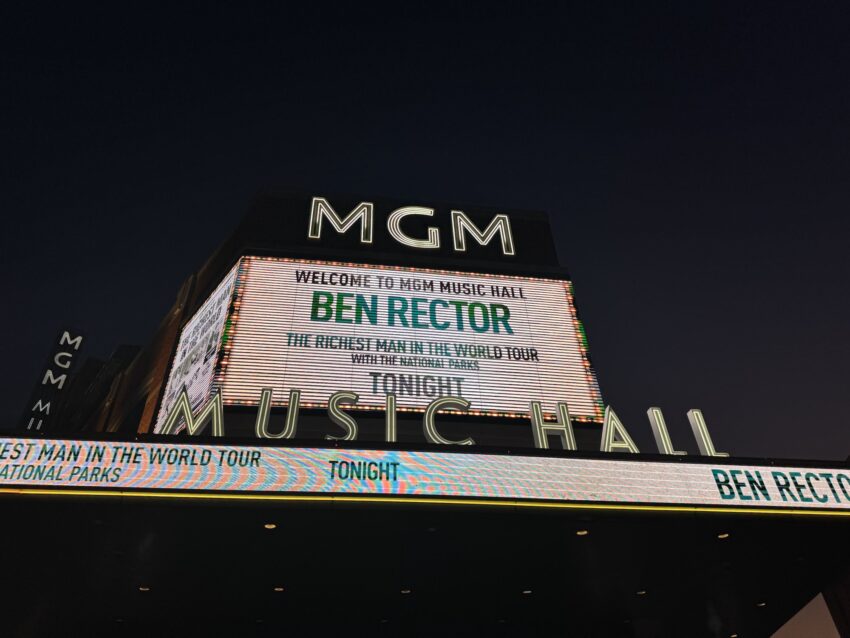 MGM
WELCOME TO MGM MUSIC HALL
BEN RECTOR
THE RICHEST MAN IN THE WORLD TOUR
WITH THE NATIONAL PARKS
TONIGHT
MUSIC HALL
MGM
EST MAN IN THE WORLD TOUR
NATIONAL PARKS
TONIGHT
BEN RECTO